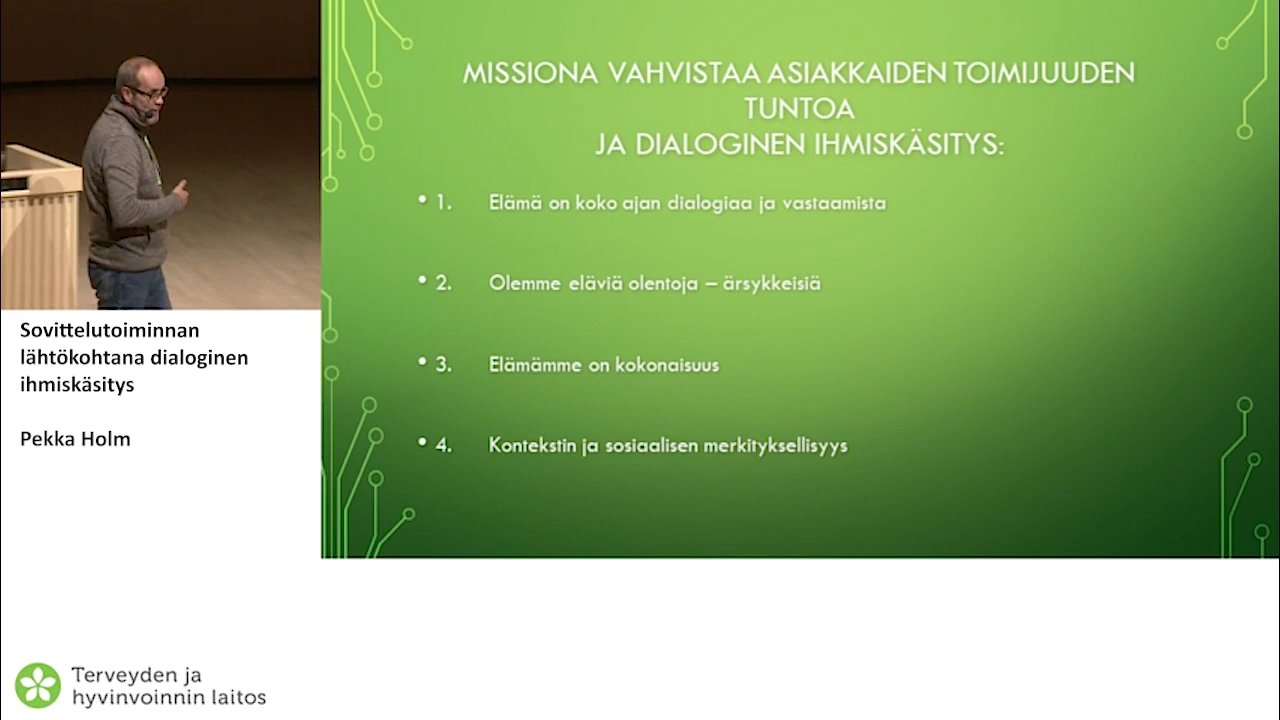 MISSIONA VAHVISTAA ASIAKKAIDEN TOIMIJUUDEN
TUNTOA
JA DIALOGINEN IHMISKÄSITYS:
• 1. Elämä on koko ajan dialogiaa ja vastaamista
• 2. Olemme eläviä olentoja – ärsykkeisiä
• 3. Elämämme on kokonaisuus
• 4. Kontekstin ja sosiaalisen merkityksellisyys
Sovittelutoiminnan
lähtökohtana dialoginen
ihmiskäsitys
Pekka Holm
Terveyden ja
hyvinvoinnin laitos